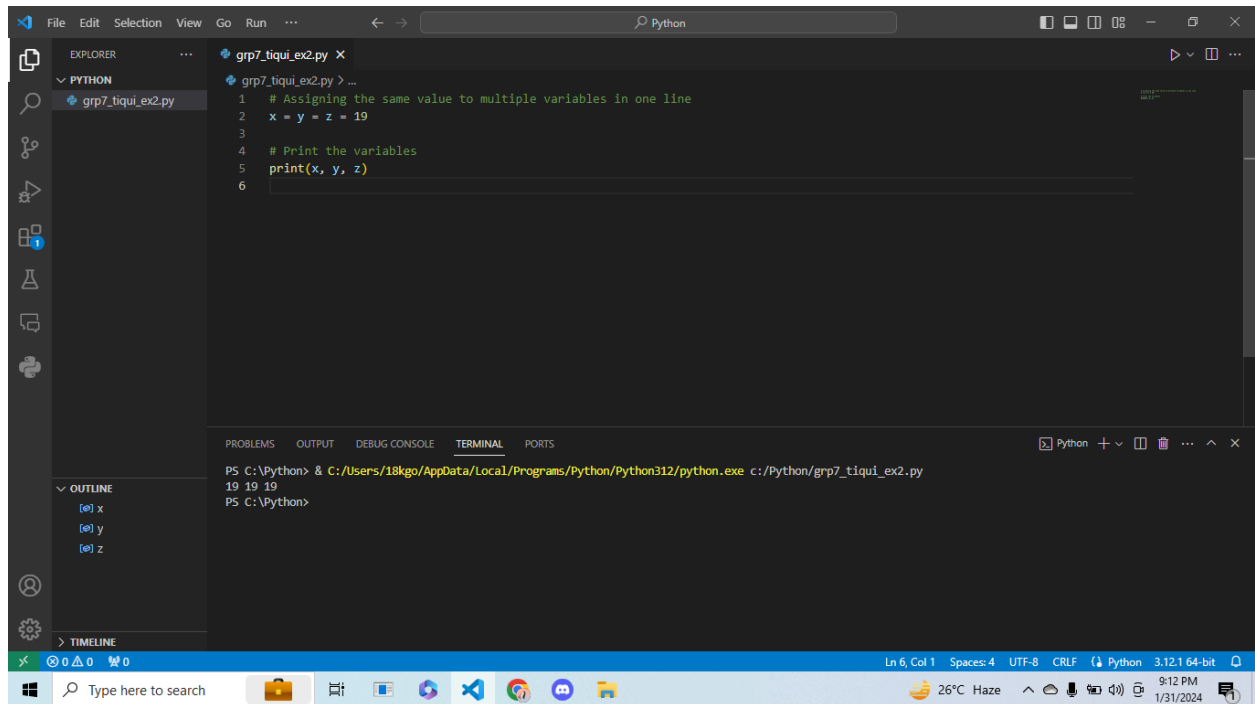 File Edit Selection View Go Run ··· ← → Python
EXPLORER ···
PYTHON
grp7_tiqui_ex2.py
grp7_tiqui_ex2.py ×
grp7_tiqui_ex2.py > ...
1 # Assigning the same value to multiple variables in one line
2 x = y = z = 19
3
4 # Print the variables
5 print(x, y, z)
6
1
PROBLEMS OUTPUT DEBUG CONSOLE TERMINAL PORTS Python
PS C:\Python> & C:/Users/18kgo/AppData/Local/Programs/Python/Python312/python.exe c:/Python/grp7_tiqui_ex2.py
19 19 19
PS C:\Python>
OUTLINE
x
y
z
TIMELINE
0 0 0 Ln 6, Col 1 Spaces: 4 UTF-8 CRLF Python 3.12.1 64-bit
Type here to search 26°C Haze 9:12 PM
1/31/2024
1